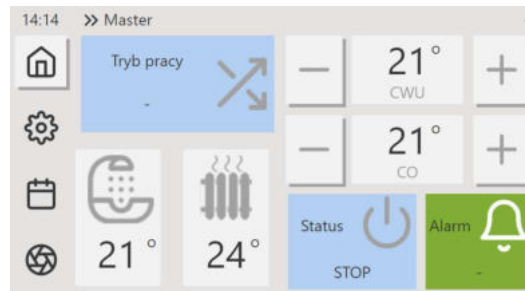 14:14 >> Master
Tryb pracy
-
21°
CWU
21°
CO
21°
24°
Status
STOP
Alarm
-